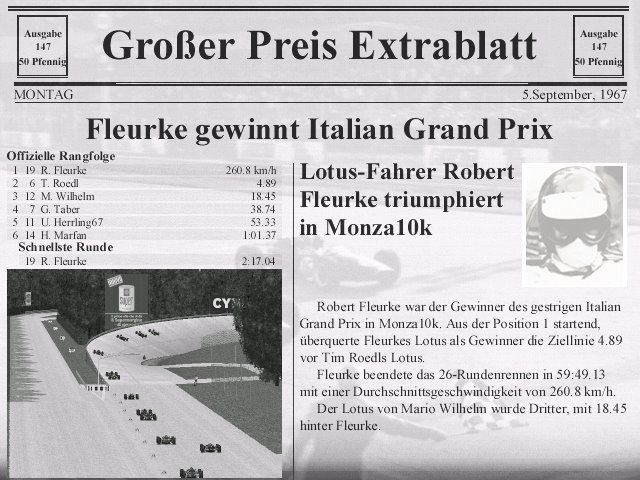 Ausgabe
147
50 Pfennig
Großer Preis Extrablatt
Ausgabe
147
50 Pfennig
MONTAG
5.September, 1967
Fleurke gewinnt Italian Grand Prix
Offizielle Rangfolge
1 19 R. Fleurke 260.8 km/h
2 6 T. Roedl 4.89
3 12 M. Wilhelm 18.45
4 7 G. Taber 38.74
5 11 U. Herrling67 53.33
6 14 H. Marfan 1:01.37
Schnellste Runde
19 R. Fleurke 2:17.04
CYN
Lotus-Fahrer Robert
Fleurke triumphiert
in Monza10k
Robert Fleurke war der Gewinner des gestrigen Italian
Grand Prix in Monza10k. Aus der Position 1 startend,
überquerte Fleurkes Lotus als Gewinner die Ziellinie 4.89
vor Tim Roedls Lotus.
Fleurke beendete das 26-Rundenrennen in 59:49.13
mit einer Durchschnittsgeschwindigkeit von 260.8 km/h.
Der Lotus von Mario Wilhelm wurde Dritter, mit 18.45
hinter Fleurke.